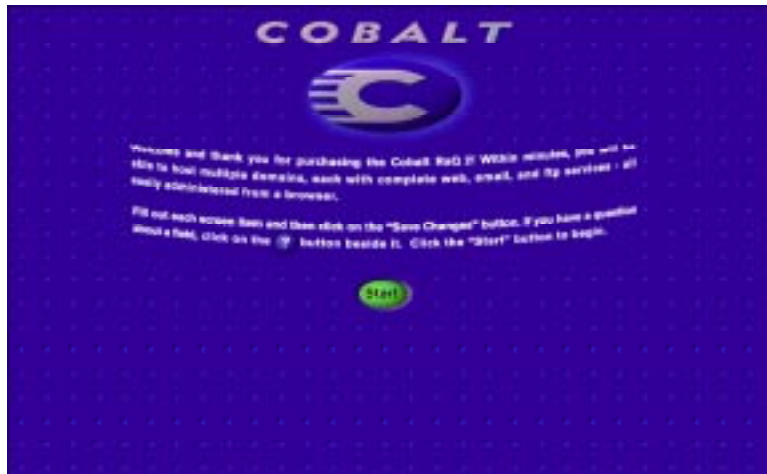 COBALT
C
Welcome and thank you for purchasing the Cobalt RaQ 2! Within minutes, you will be
able to host multiple domains, each with complete web, email, and ftp services - all
easily administered from a browser.
Fill out each screen item and then click on the "Save Changes" button. If you have a question
about a field, click on the ? button beside it. Click the "Start" button to begin.
Start